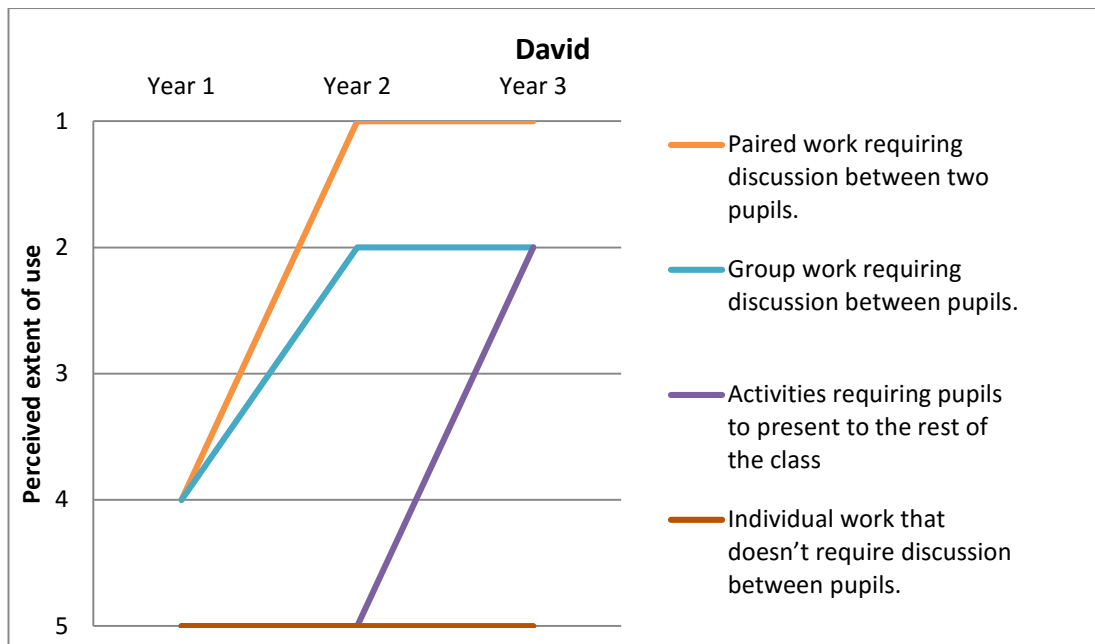 David
Year 1 Year 2 Year 3
1
2
3
4
5
Perceived extent of use
Paired work requiring
discussion between two
pupils.
Group work requiring
discussion between pupils.
Activities requiring pupils
to present to the rest of
the class
Individual work that
doesn’t require discussion
between pupils.